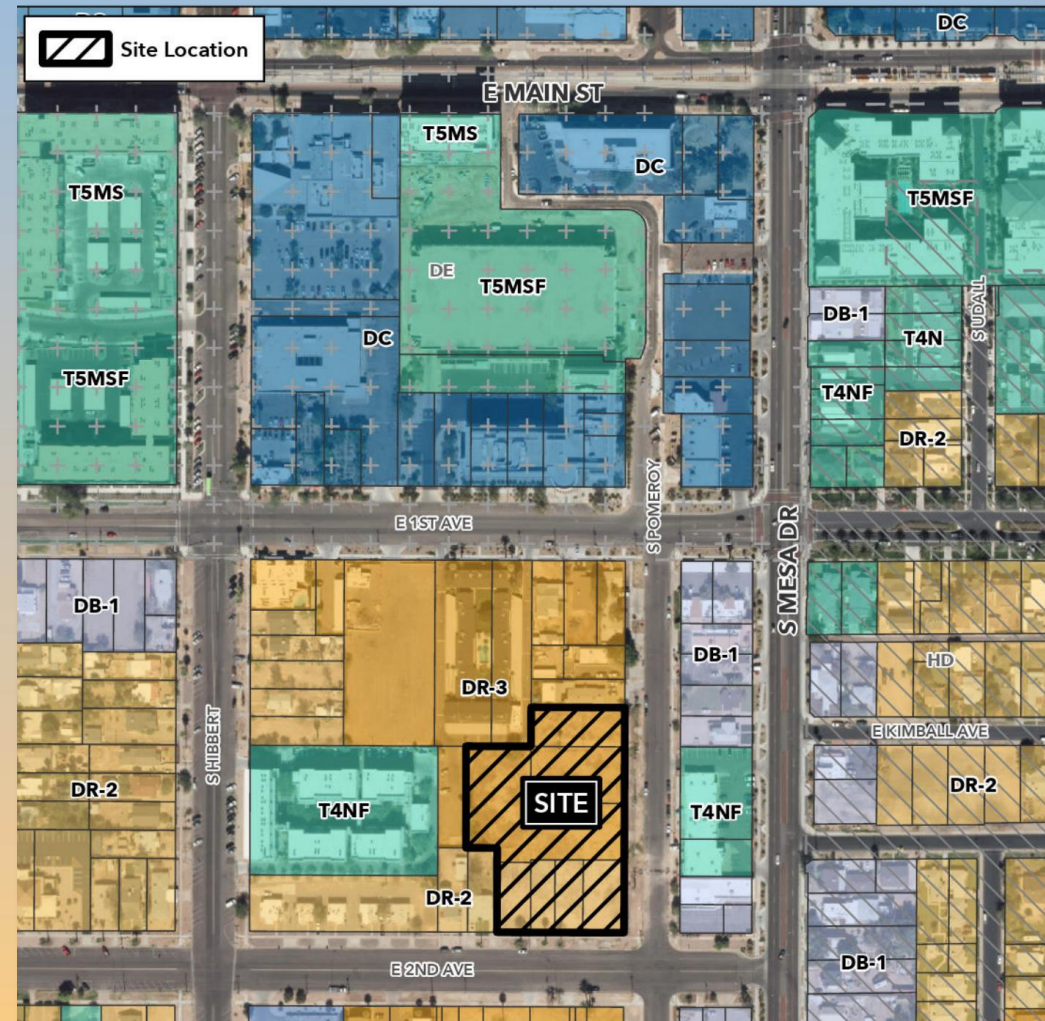 DC
DC
Site Location
E MAIN ST
T5MS
DC
T5MS
T5MSF
DE
T5MSF
DB-1
S UDALL
DC
T4N
T5MSF
T4NF
DR-2
S POMEROY
E 1ST AVE
S MESA DR
DB-1
DB-1
HD
DR-3
S HIBBERT
E KIMBALL AVE
DR-2
DR-2
SITE
T4NF
T4NF
DR-2
E 2ND AVE
DB-1